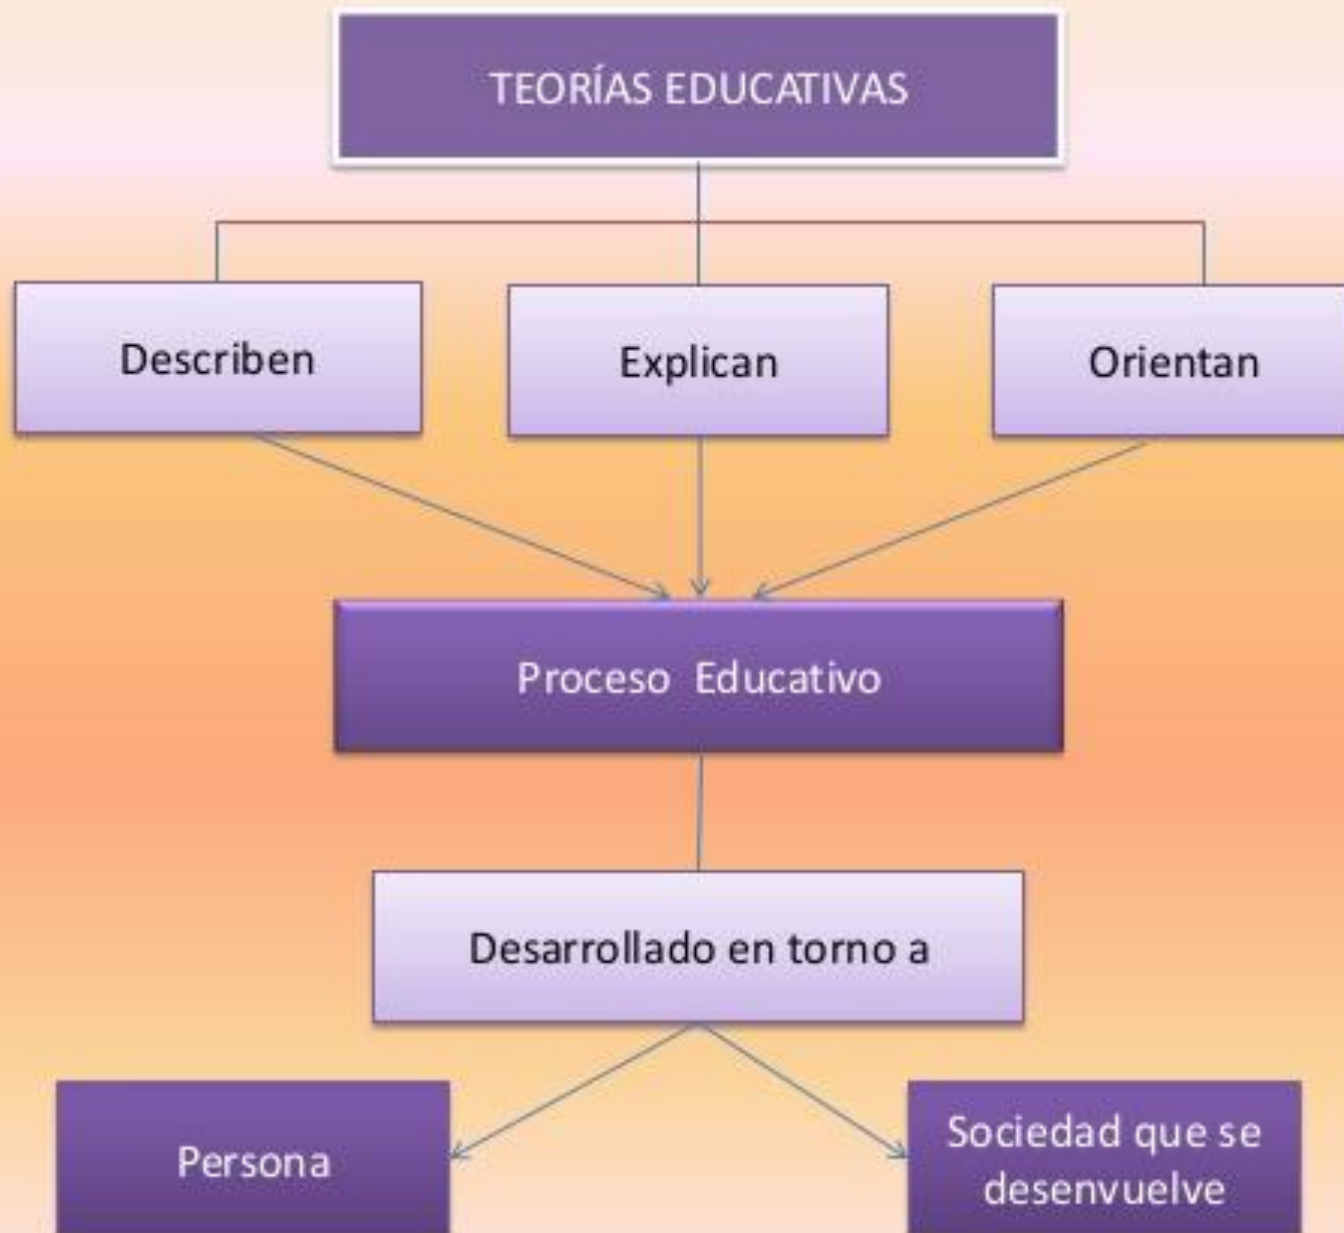 TEORÍAS EDUCATIVAS
Describen
Explican
Orientan
Proceso Educativo
Desarrollado en torno a
Persona
Sociedad que se
desenvuelve